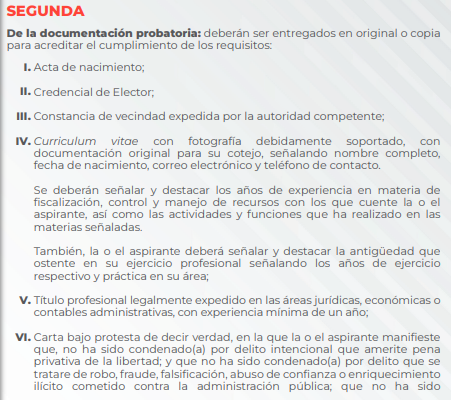 SEGUNDA
De la documentación probatoria: deberán ser entregados en original o copia
para acreditar el cumplimiento de los requisitos:
I. Acta de nacimiento;
II. Credencial de Elector;
III. Constancia de vecindad expedida por la autoridad competente;
IV. Curriculum vitae con fotografía debidamente soportado, con
documentación original para su cotejo, señalando nombre completo,
fecha de nacimiento, correo electrónico y teléfono de contacto.
Se deberán señalar y destacar los años de experiencia en materia de
fiscalización, control y manejo de recursos con los que cuente la o el
aspirante, así como las actividades y funciones que ha realizado en las
materias señaladas.
También, la o el aspirante deberá señalar y destacar la antigüedad que
ostente en su ejercicio profesional señalando los años de ejercicio
respectivo y práctica en su área;
V. Título profesional legalmente expedido en las áreas jurídicas, económicas o
contables administrativas, con experiencia mínima de un año;
VI. Carta bajo protesta de decir verdad, en la que la o el aspirante manifieste
que, no ha sido condenado(a) por delito intencional que amerite pena
privativa de la libertad; y que no ha sido condenado(a) por delito que se
tratare de robo, fraude, falsificación, abuso de confianza o enriquecimiento
ilícito cometido contra la administración pública; que no ha sido